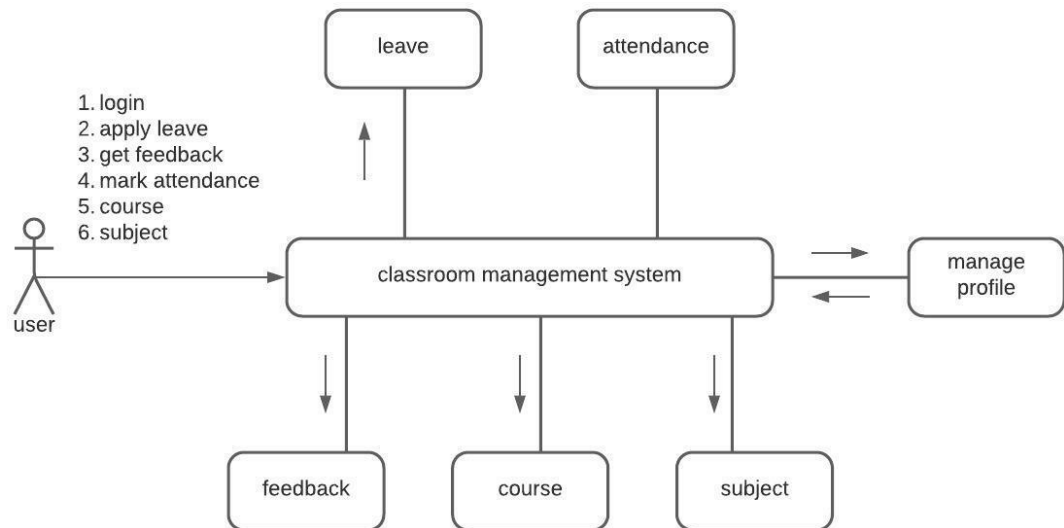 leave
attendance
1. login
2. apply leave
3. get feedback
4. mark attendance
5. course
6. subject
user
classroom management system
manage
profile
feedback
course
subject